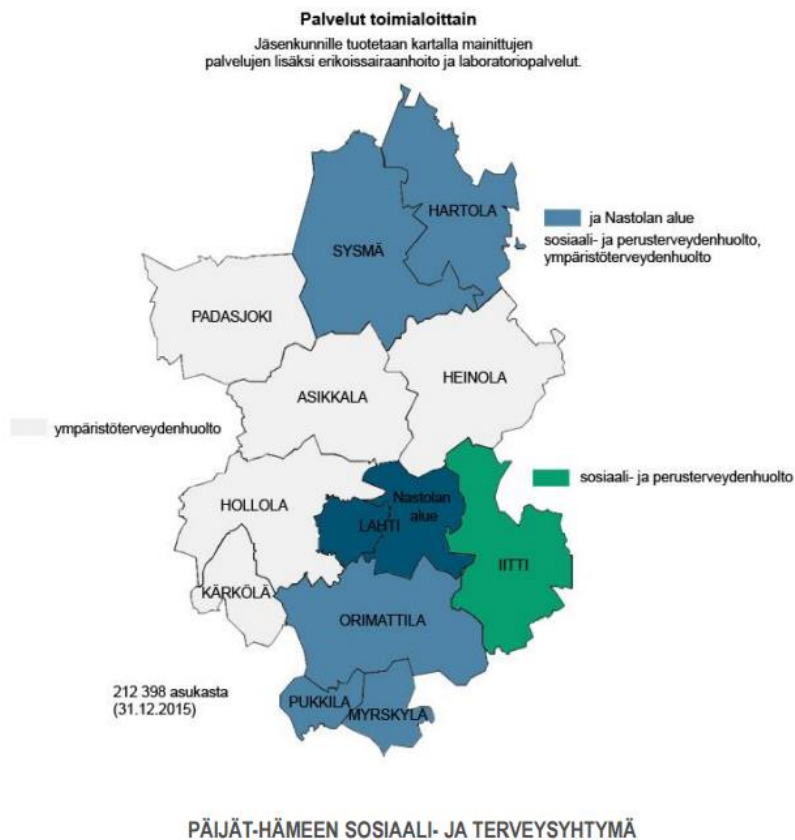 Palvelut toimialoittain
Jäsenkunnille tuotetaan kartalla mainittujen
palvelujen lisäksi erikoissairaanhoito ja laboratoriopalvelut.
HARTOLA
ja Nastolan alue
sosiaali- ja perusterveydenhuolto,
ympäristöterveydenhuolto
SYSMÄ
PADASJOKI
HEINOLA
ASIKKALA
ympäristöterveydenhuolto
sosiaali- ja perusterveydenhuolto
HOLLOLA
Nastolan
alue
LAHTI
IITTI
KÄRKÖLÄ
ORIMATTILA
212 398 asukasta
(31.12.2015)
PUKKILA
MYRSKYLÄ
PÄIJÄT-HÄMEEN SOSIAALI- JA TERVEYSYHTYMÄ